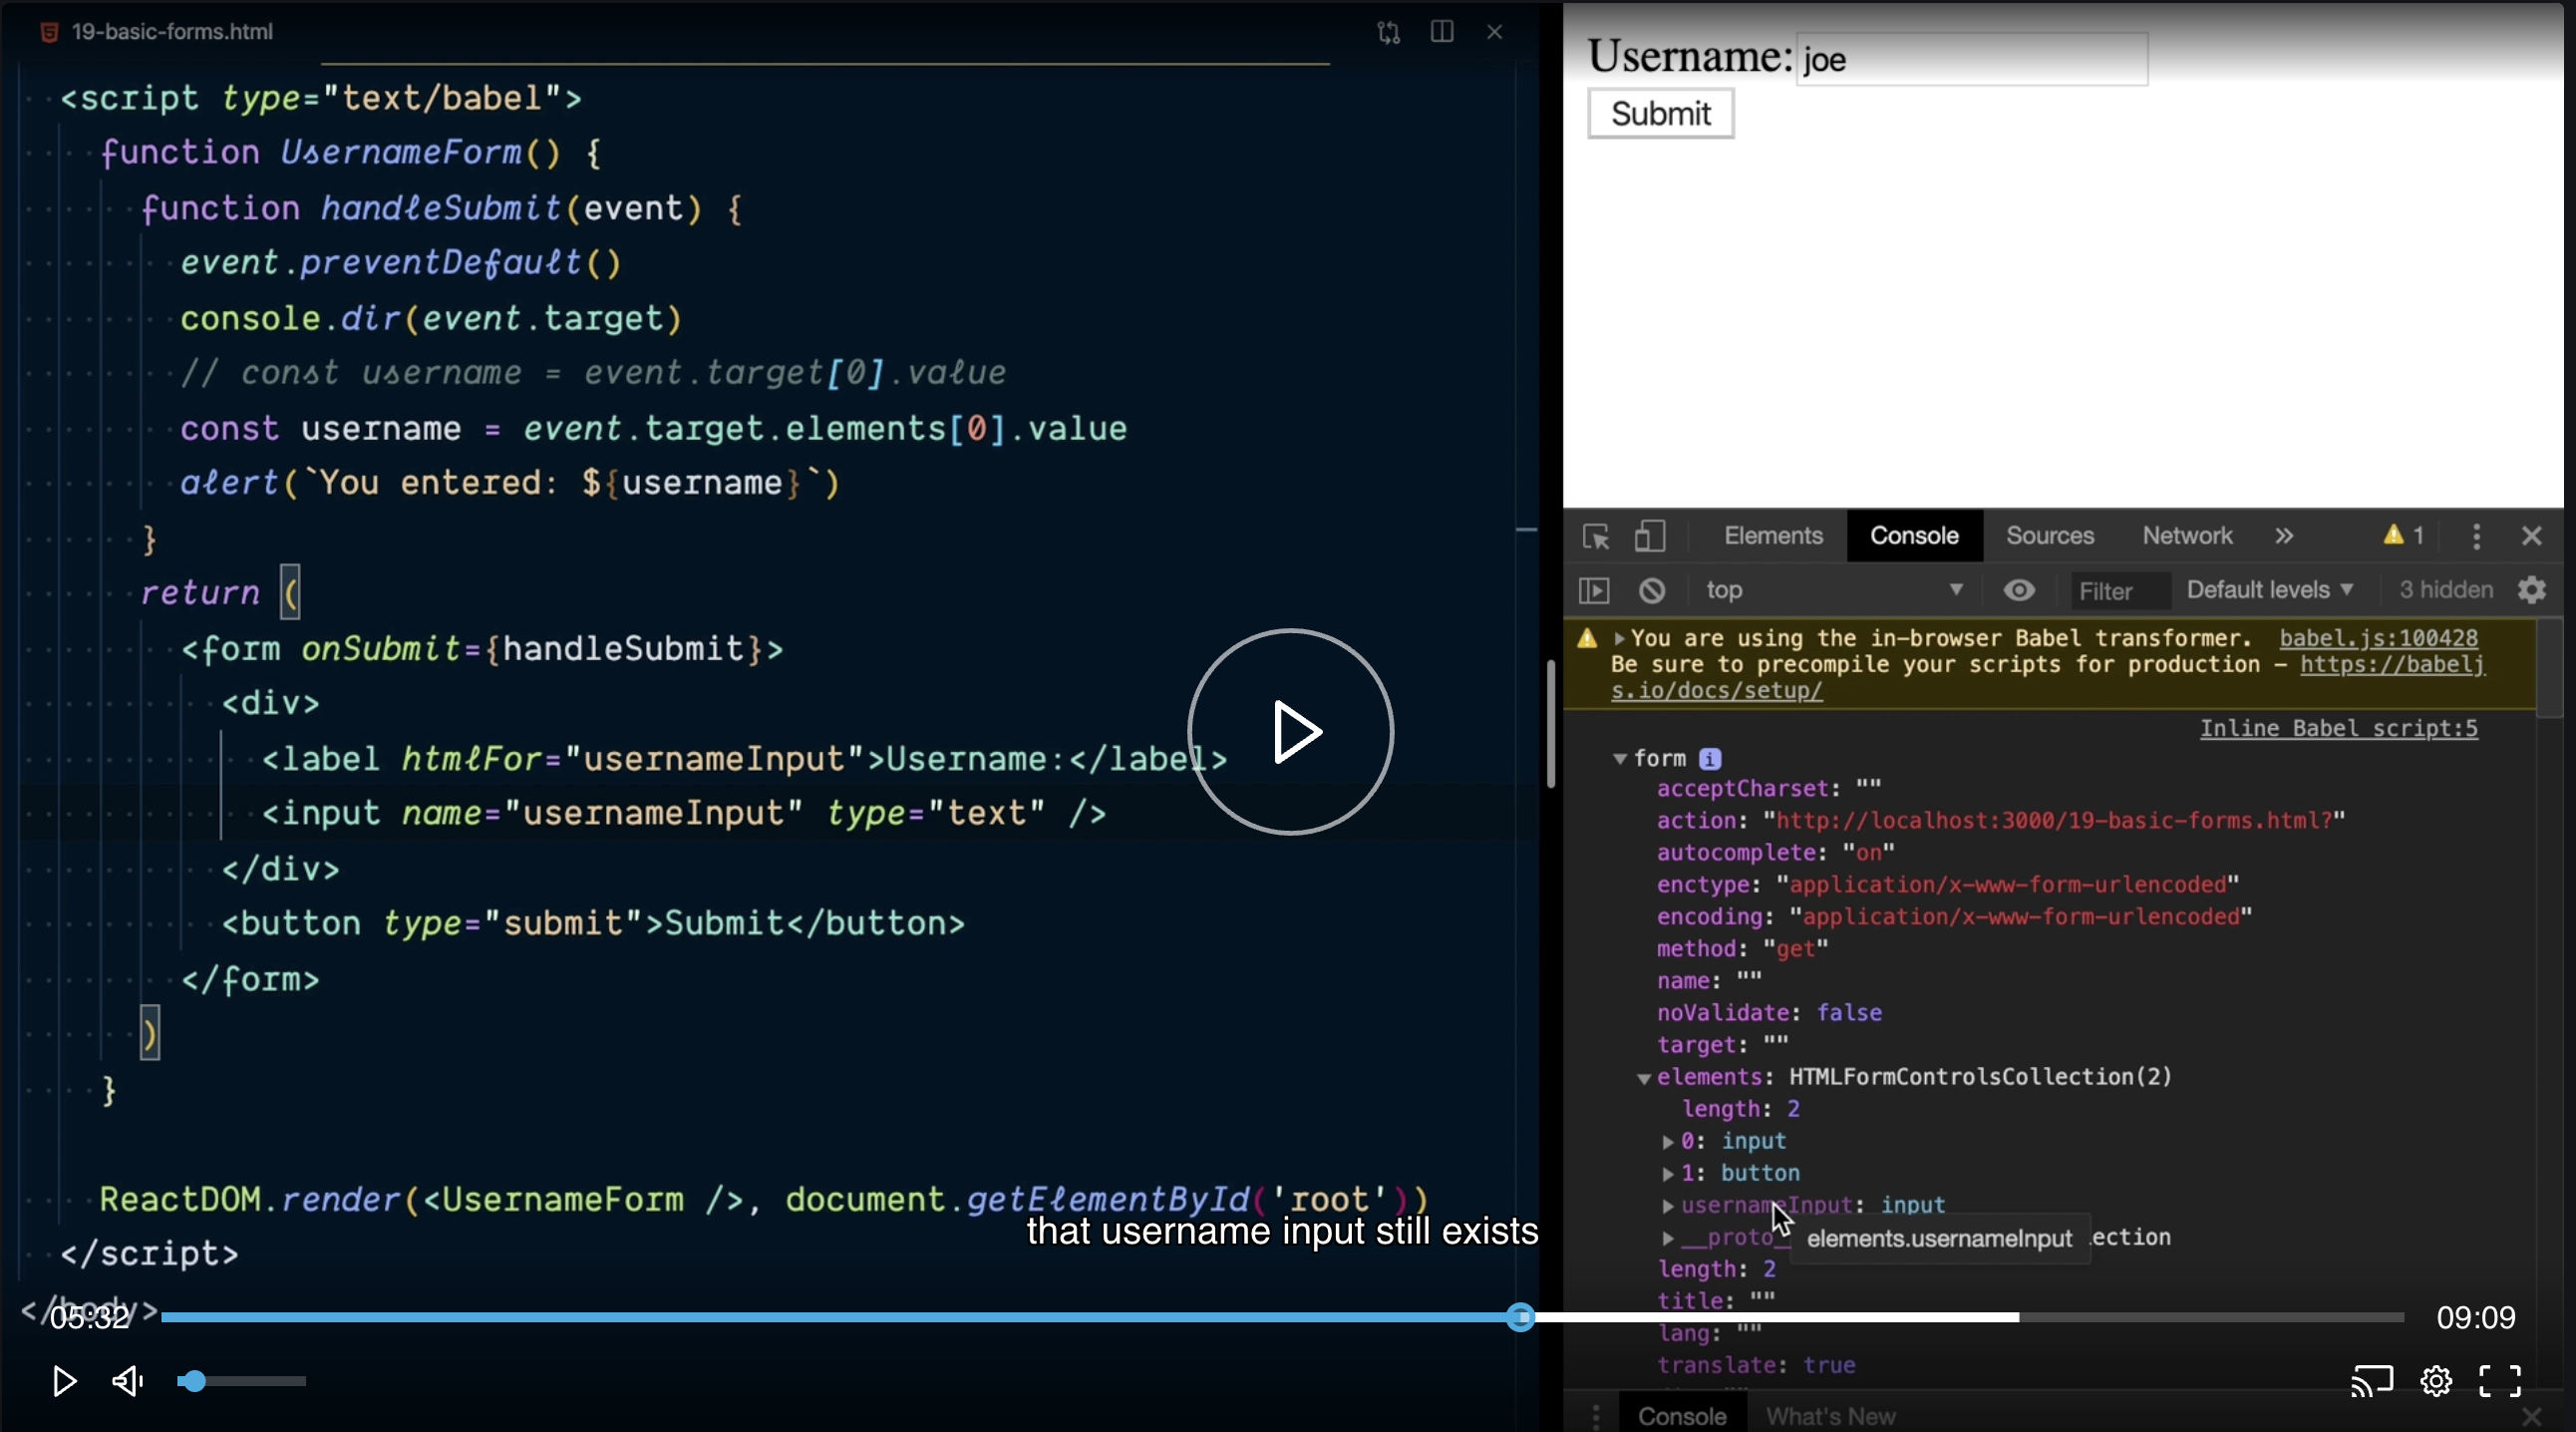 19-basic-forms.html
<script type="text/babel">
function UsernameForm() {
function handleSubmit(event) {
event.preventDefault()
console.dir(event.target)
// const username = event.target[0].value
const username = event.target.elements[0].value
alert(`You entered: ${username}`)
}
return (
<form onSubmit={handleSubmit}>
<div>
<label htmlFor="usernameInput">Username:</label>
<input name="usernameInput" type="text" />
</div>
<button type="submit">Submit</button>
</form>
)
}
ReactDOM.render(<UsernameForm />, document.getElementById('root'))
that username input still exists
</script>
</body>
05:32
09:09
Username: joe
Submit
Elements Console Sources Network » 1
top Filter Default levels ▼ 3 hidden
You are using the in-browser Babel transformer. babel.js:100428
Be sure to precompile your scripts for production – https://babelj
s.io/docs/setup/
Inline Babel script:5
form i
acceptCharset: ""
action: "http://localhost:3000/19-basic-forms.html?"
autocomplete: "on"
enctype: "application/x-www-form-urlencoded"
encoding: "application/x-www-form-urlencoded"
method: "get"
name: ""
noValidate: false
target: ""
elements: HTMLFormControlsCollection(2)
length: 2
0: input
1: button
usernameInput: input
__proto_ elements.usernameInput lection
length: 2
title: ""
lang: ""
translate: true
Console What's New